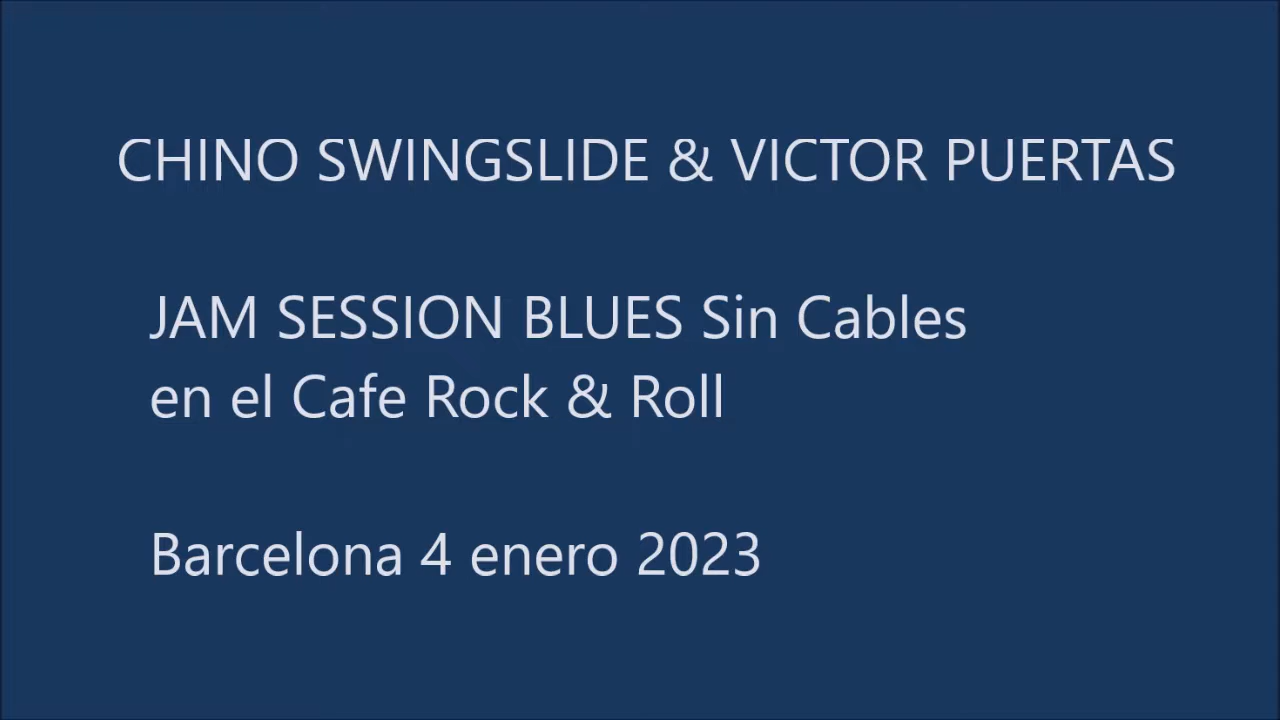 CHINO SWINGSLIDE & VICTOR PUERTAS
JAM SESSION BLUES Sin Cables
en el Cafe Rock & Roll
Barcelona 4 enero 2023